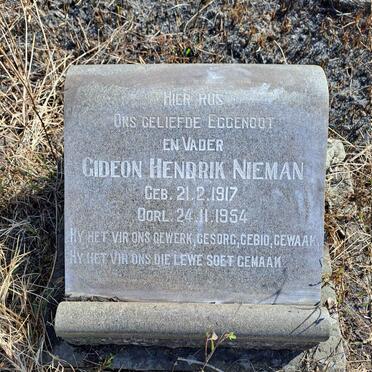 HIER RUS
ONS GELIEFDE EGGENOOT
EN VADER
GIDEON HENDRIK NIEMAN
GEB. 21.2.1917
OORL. 24.11.1954
HY HET VIR ONS GEWERK, GESORG, GEBID, GEWAAK
HY HET VIR ONS DIE LEWE SOET GEMAAK